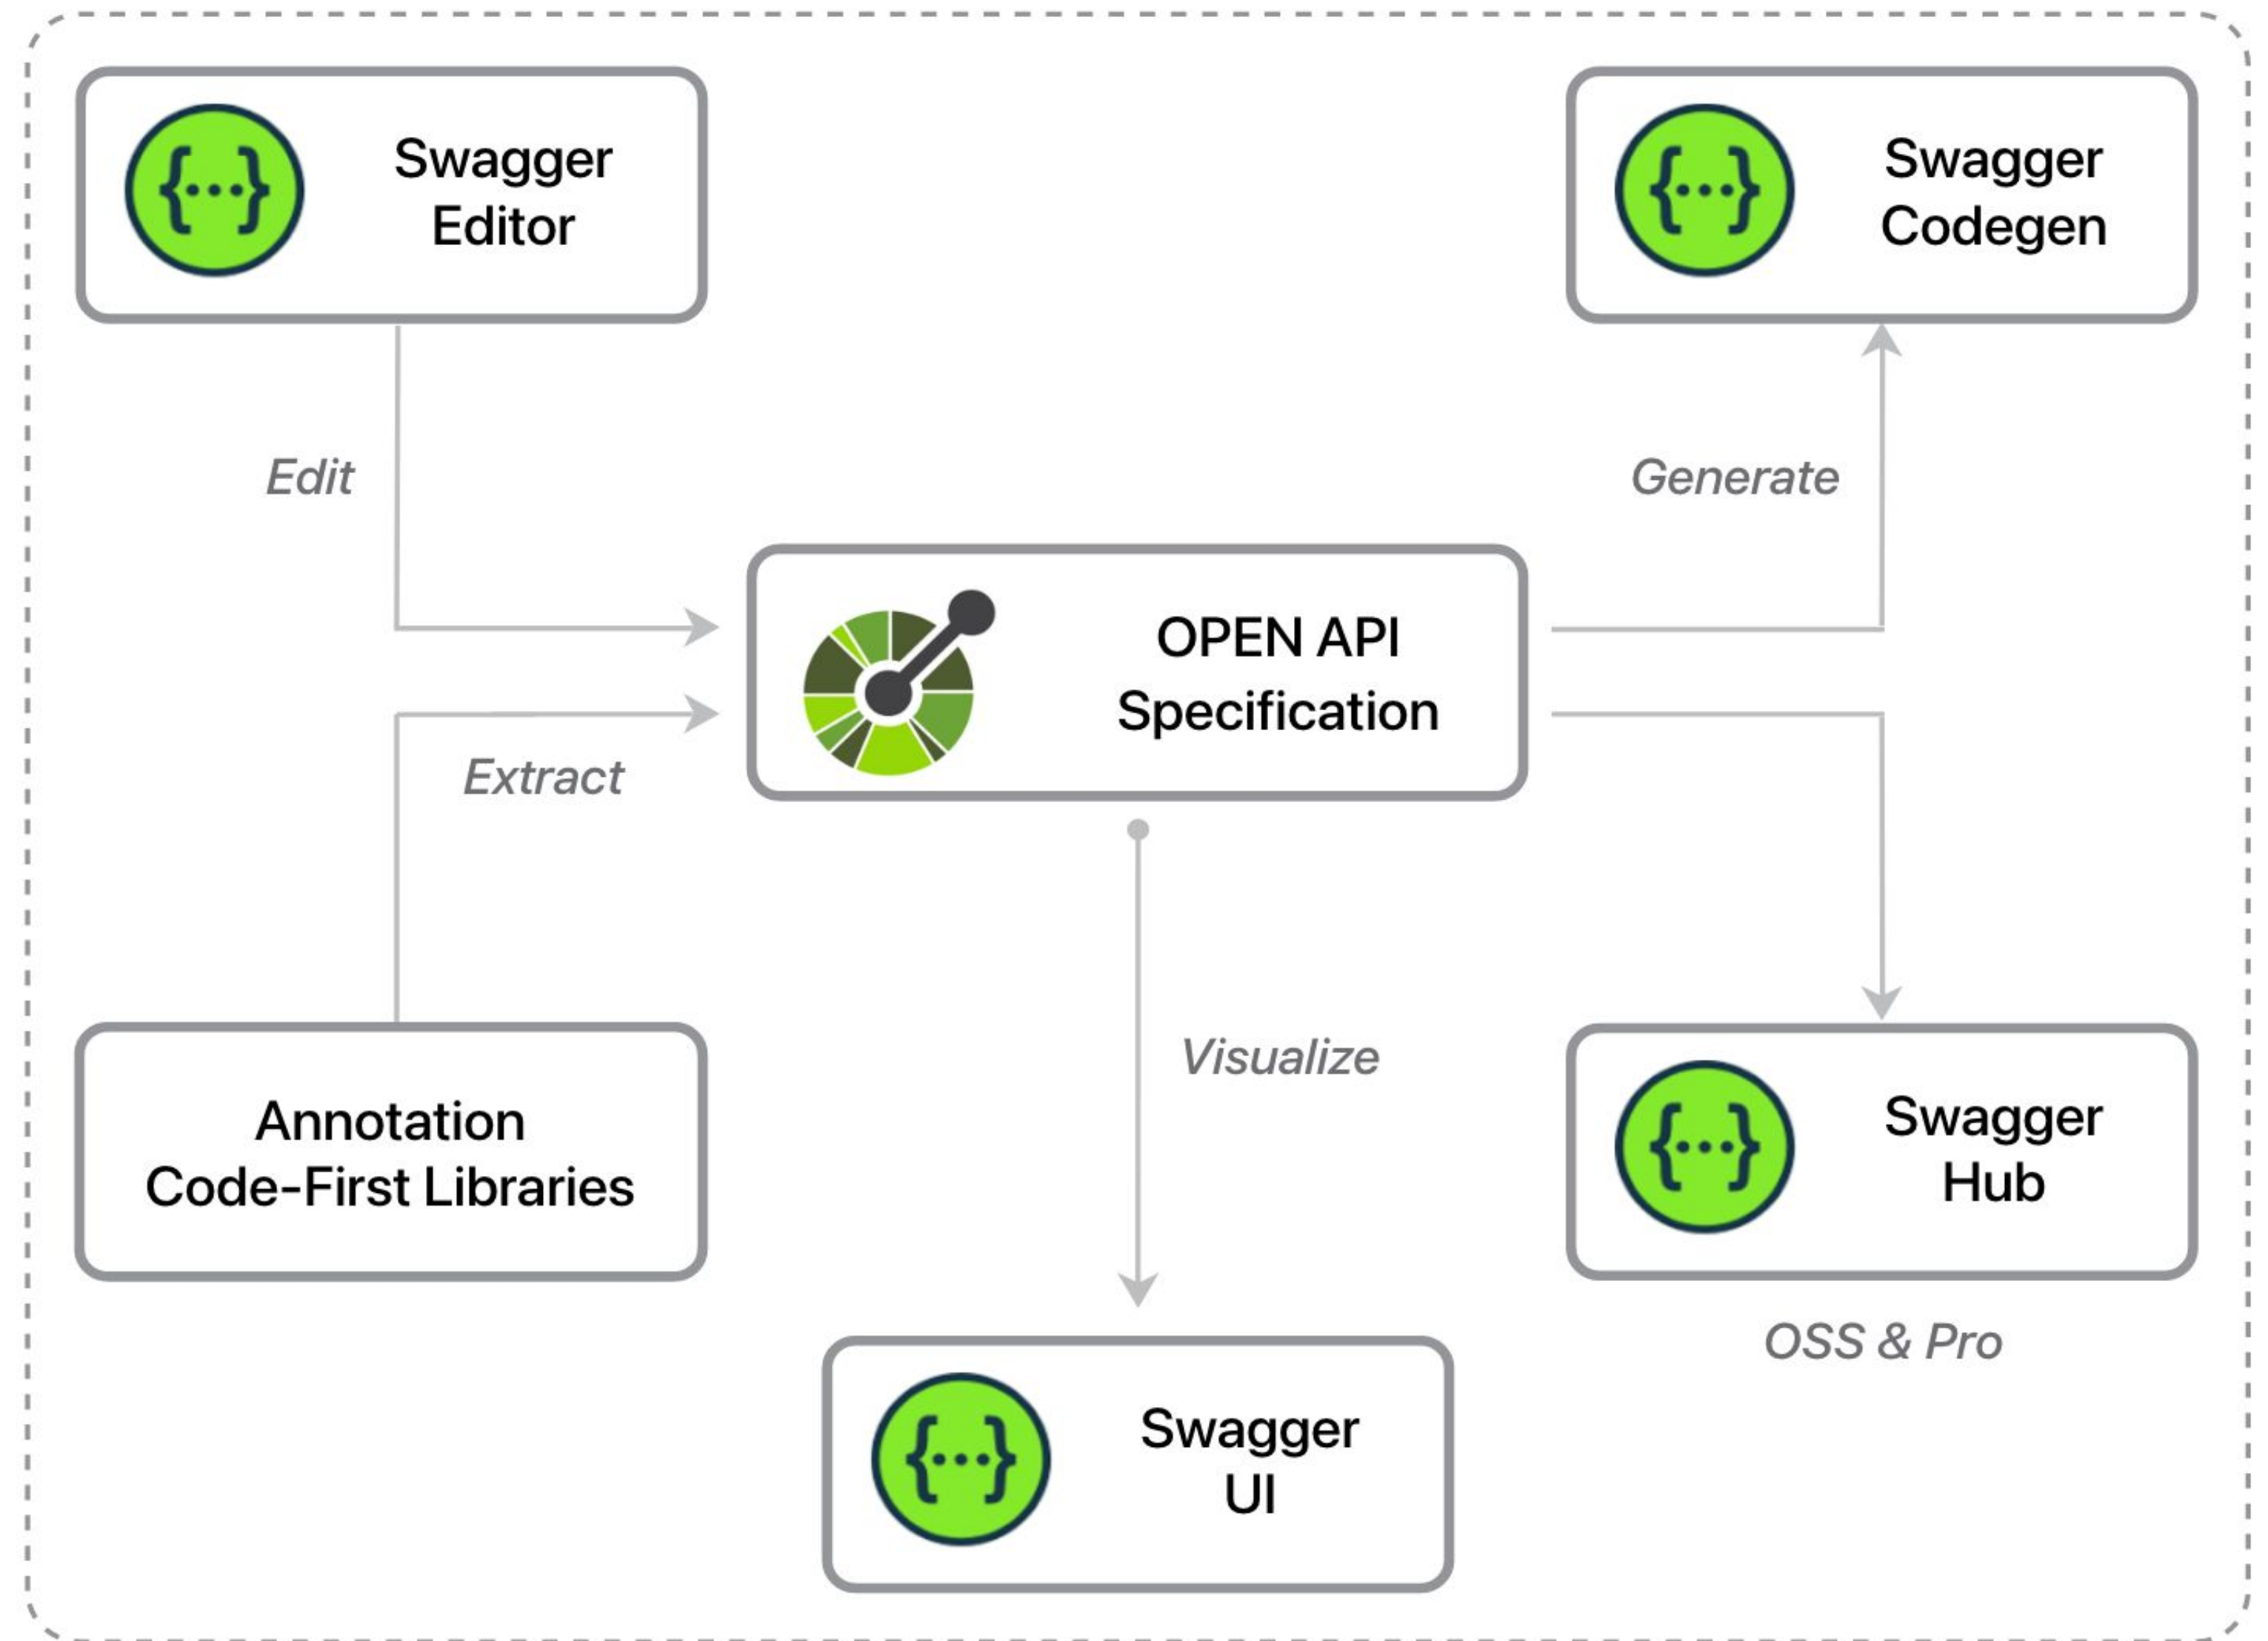 Swagger
Editor
Swagger
Codegen
Edit
Generate
OPEN API
Specification
Extract
Visualize
Annotation
Code-First Libraries
Swagger
Hub
OSS & Pro
Swagger
UI